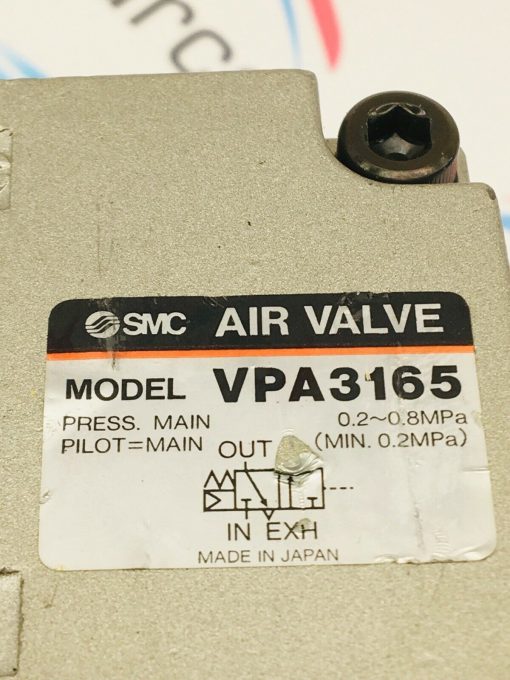 SMC AIR VALVE
MODEL VPA3165
PRESS. MAIN 0.2~0.8MPa
PILOT=MAIN (MIN. 0.2MPa)
OUT
IN EXH
MADE IN JAPAN